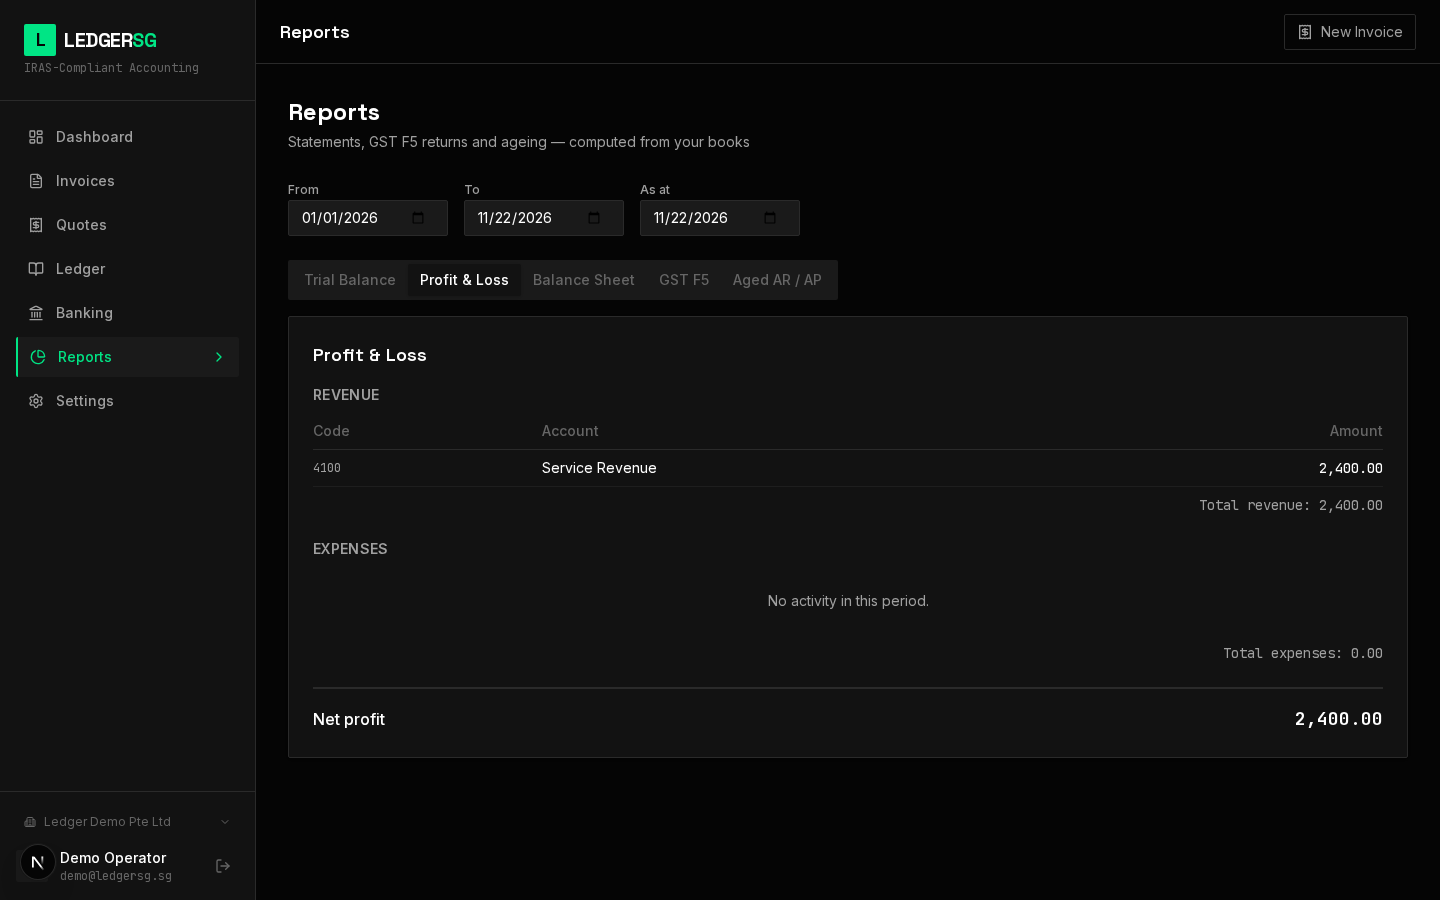 L LEDGERSG
IRAS-Compliant Accounting
Dashboard
Invoices
Quotes
Ledger
Banking
Reports
Settings
Ledger Demo Pte Ltd
N
Demo Operator
demo@ledgersg.sg
Reports
New Invoice
Reports
Statements, GST F5 returns and ageing — computed from your books
From To As at
01/01/2026 11/22/2026 11/22/2026
Trial Balance Profit & Loss Balance Sheet GST F5 Aged AR / AP
Profit & Loss
REVENUE
Code Account Amount
4100 Service Revenue 2,400.00
Total revenue: 2,400.00
EXPENSES
No activity in this period.
Total expenses: 0.00
Net profit 2,400.00